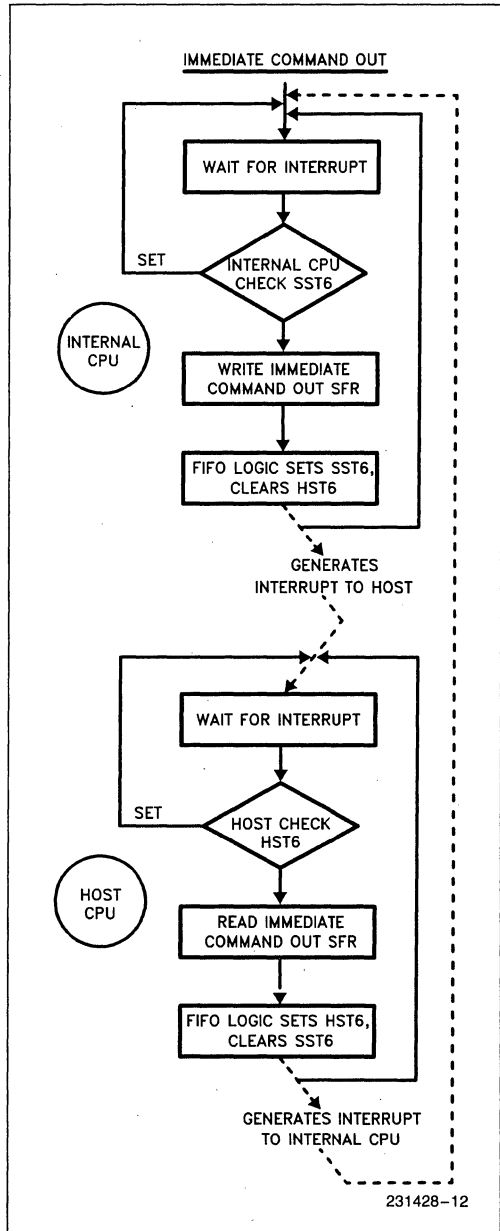 IMMEDIATE COMMAND OUT
WAIT FOR INTERRUPT
SET
INTERNAL CPU
CHECK SST6
INTERNAL
CPU
WRITE IMMEDIATE
COMMAND OUT SFR
FIFO LOGIC SETS SST6,
CLEARS HST6
GENERATES
INTERRUPT TO HOST
WAIT FOR INTERRUPT
SET
HOST CHECK
HST6
HOST
CPU
READ IMMEDIATE
COMMAND OUT SFR
FIFO LOGIC SETS HST6,
CLEARS SST6
GENERATES INTERRUPT
TO INTERNAL CPU
231428-12